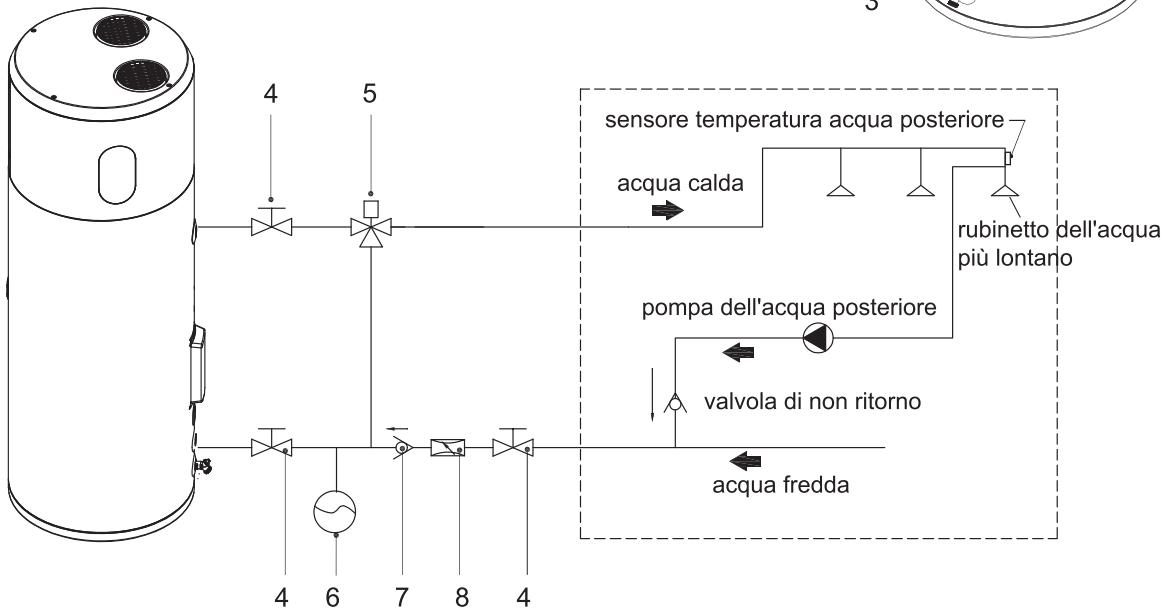 3
4
5
sensore temperatura acqua posteriore
acqua calda
rubinetto dell'acqua
più lontano
pompa dell'acqua posteriore
valvola di non ritorno
acqua fredda
4
6
7
8
4